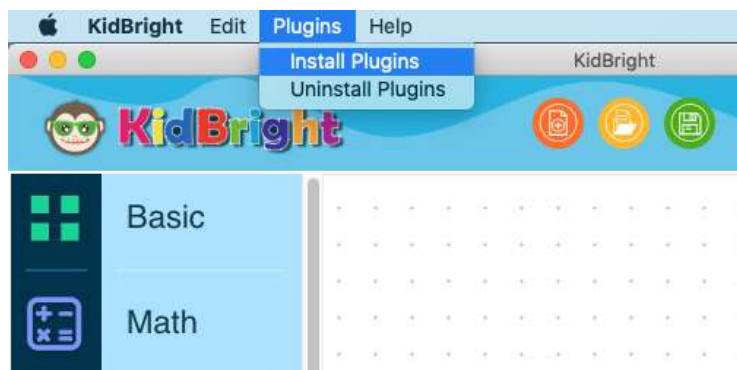 KidBright Edit Plugins Help
Install Plugins
KidBright
Uninstall Plugins
KidBright
Basic
Math